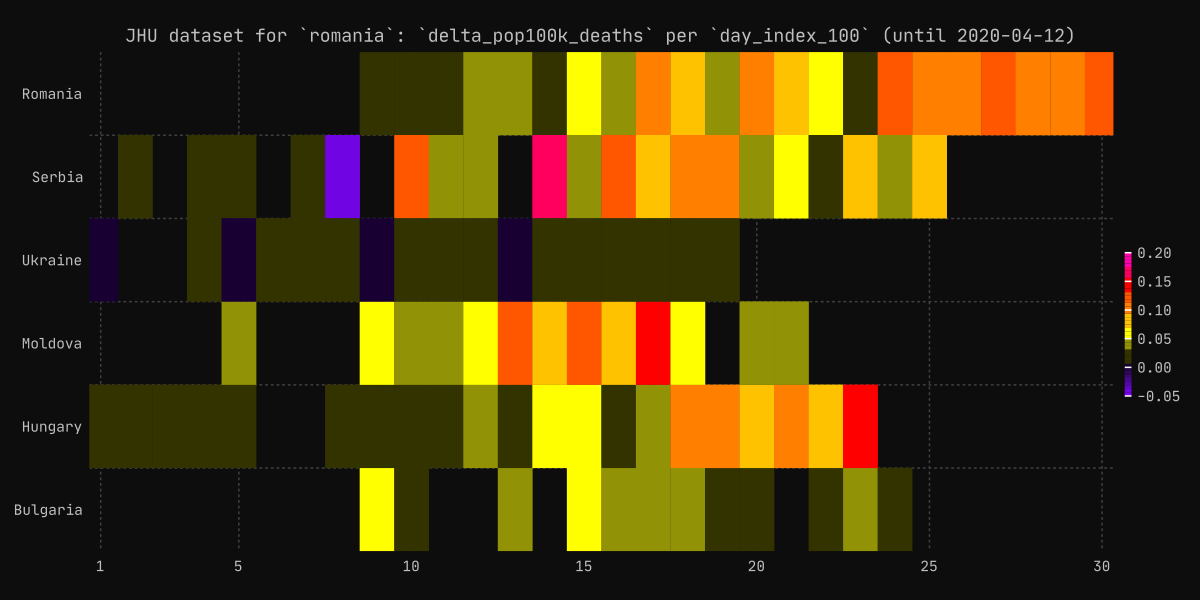 JHU dataset for `romania`: `delta_pop100k_deaths` per `day_index_100` (until 2020-04-12)
Romania
Serbia
Ukraine
Moldova
Hungary
Bulgaria
0.20
0.15
0.10
0.05
0.00
-0.05
1 5 10 15 20 25 30